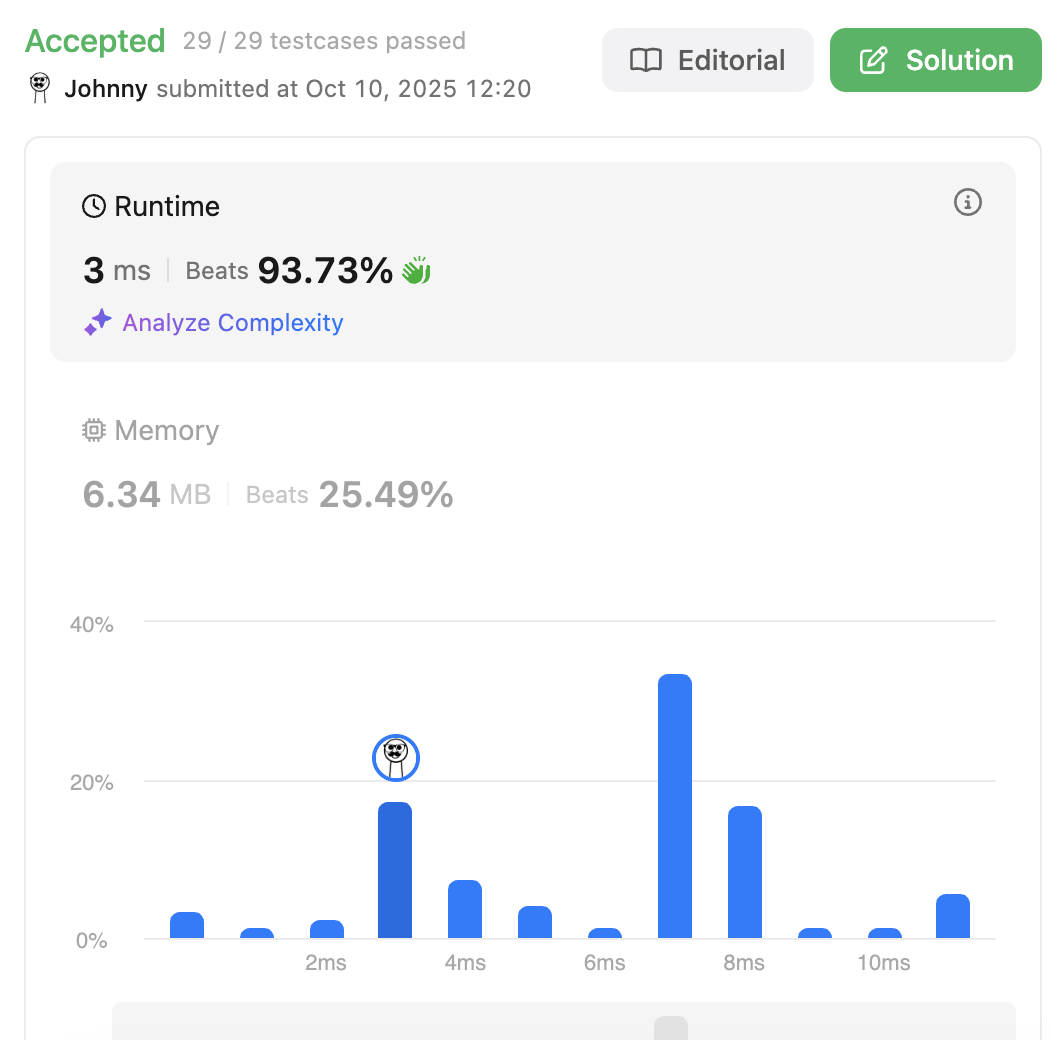 Accepted 29 / 29 testcases passed
Johnny submitted at Oct 10, 2025 12:20
Editorial
Solution
Runtime
3 ms Beats 93.73%
Analyze Complexity
Memory
6.34 MB Beats 25.49%
40%
20%
0%
2ms 4ms 6ms 8ms 10ms